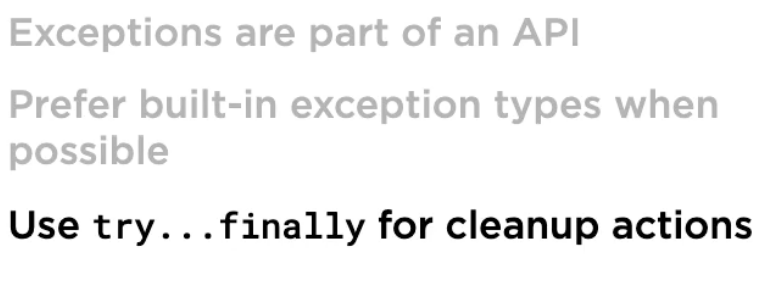 Exceptions are part of an API
Prefer built-in exception types when
possible
Use try...finally for cleanup actions